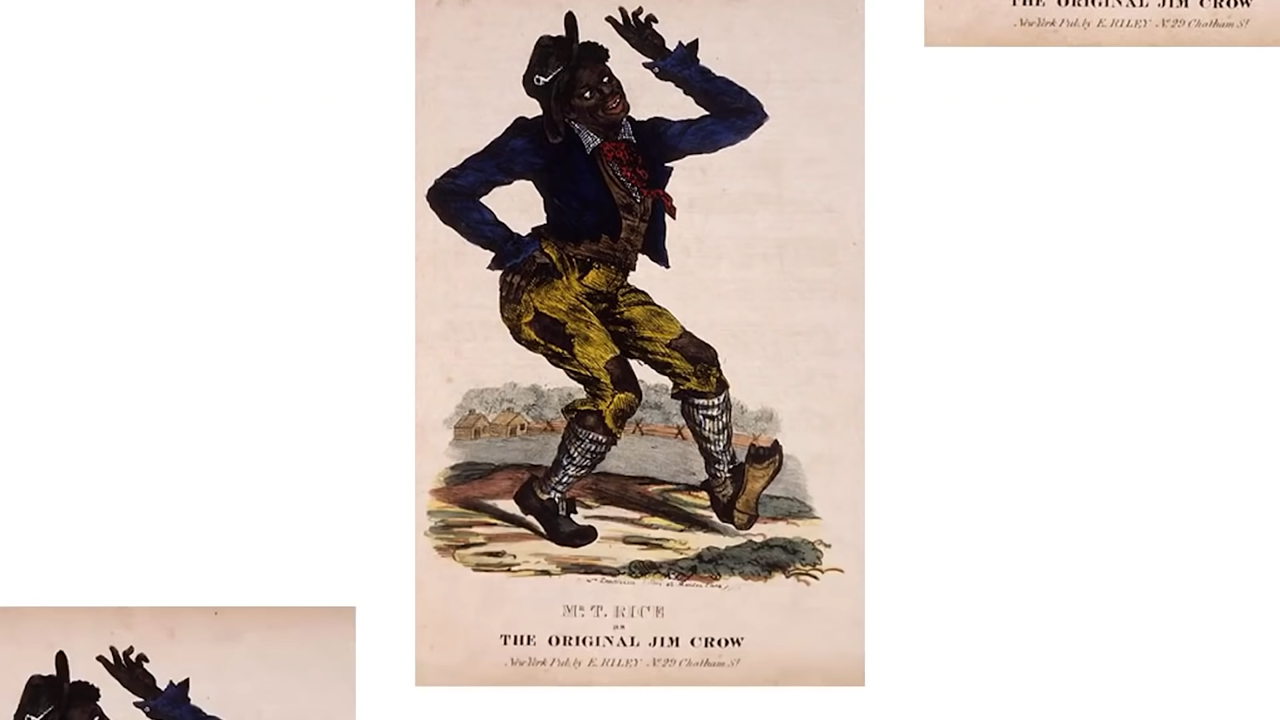 THE ORIGINAL JIM CROW
New York Pub. by E. RILEY No. 29 Chatham St
Mr. T. RICE
as
THE ORIGINAL JIM CROW
New York Pub. by E. RILEY No. 29 Chatham St